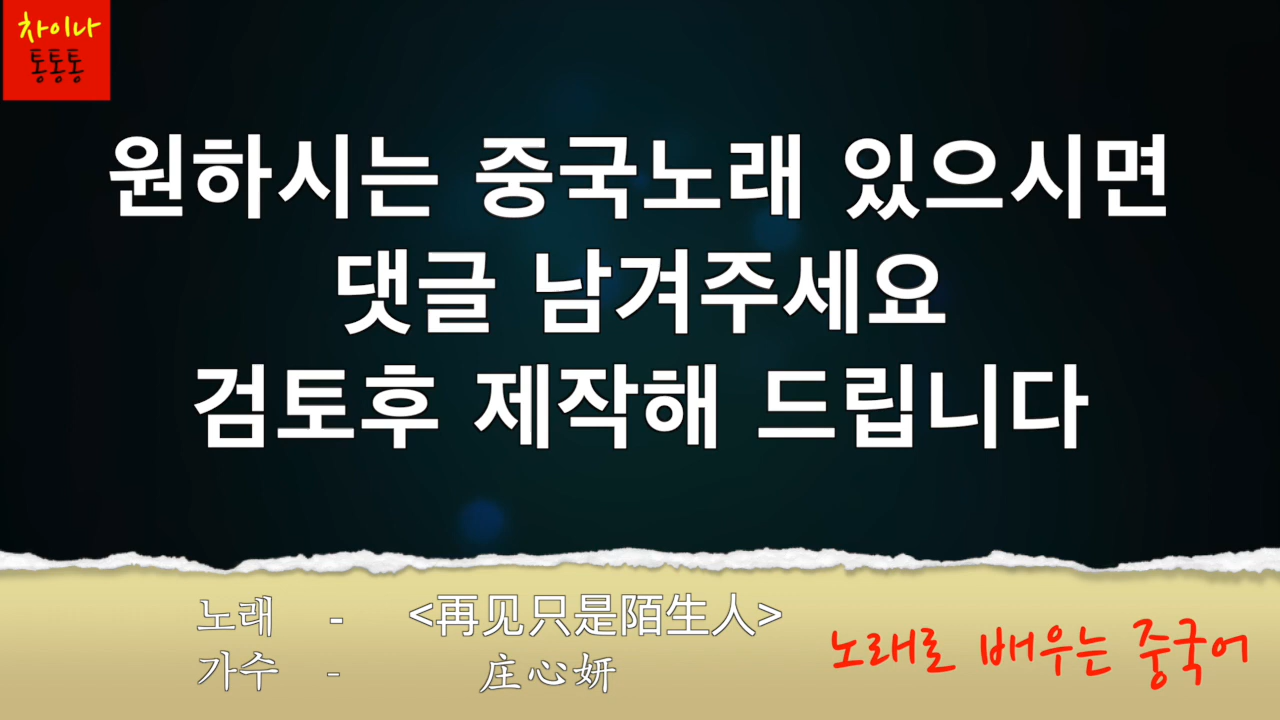 차이나
통통통
원하시는 중국노래 있으시면
댓글 남겨주세요
검토후 제작해 드립니다
노래 - <再见只是陌生人>
가수 - 庄心妍
노래로 배우는 중국어